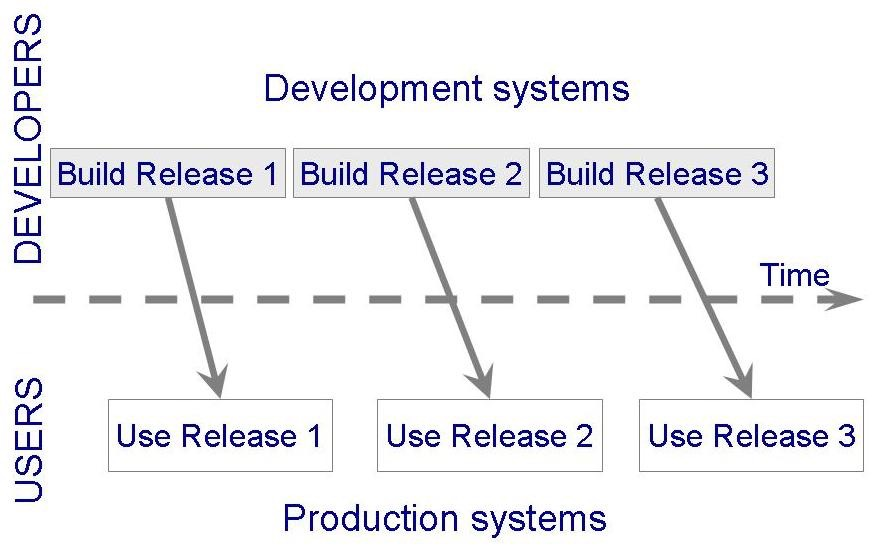 DEVELOPERS
Development systems
Build Release 1
Build Release 2
Build Release 3
Time
USERS
Use Release 1
Use Release 2
Use Release 3
Production systems